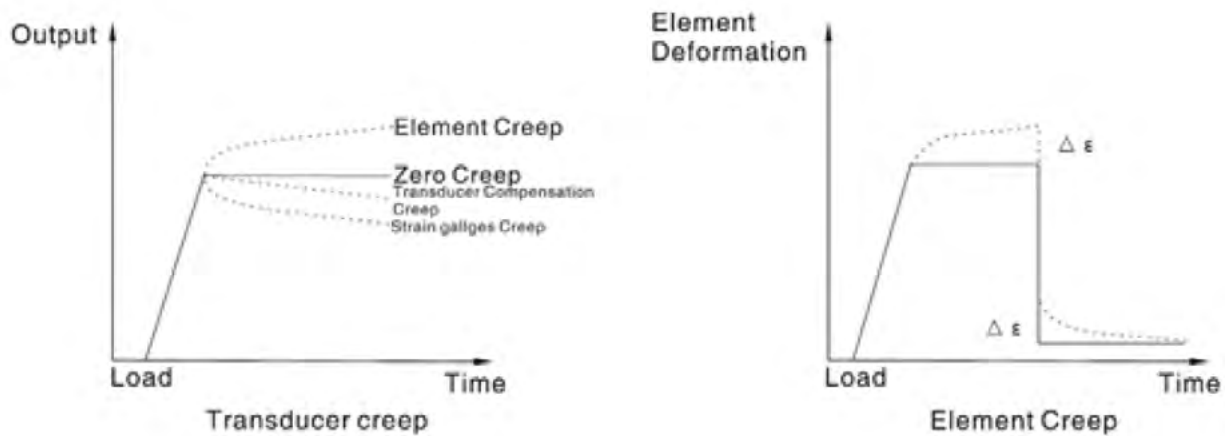 Output
Element Creep
Zero Creep
Transducer Compensation
Creep
Strain gallges Creep
Load
Time
Transducer creep
Element
Deformation
△ ε
△ ε
Load
Time
Element Creep